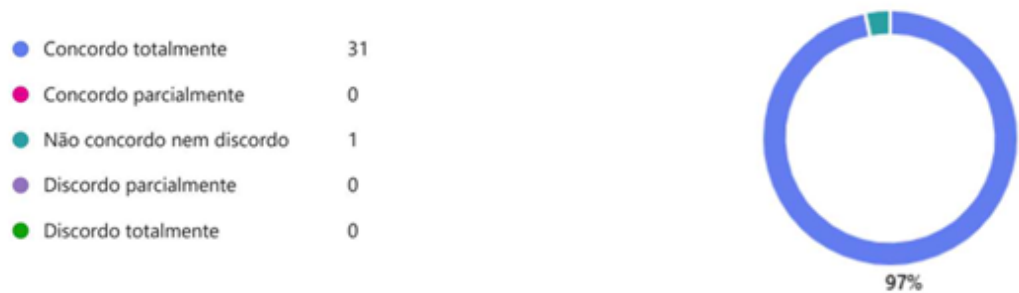 Concordo totalmente 31
Concordo parcialmente 0
Não concordo nem discordo 1
Discordo parcialmente 0
Discordo totalmente 0
97%